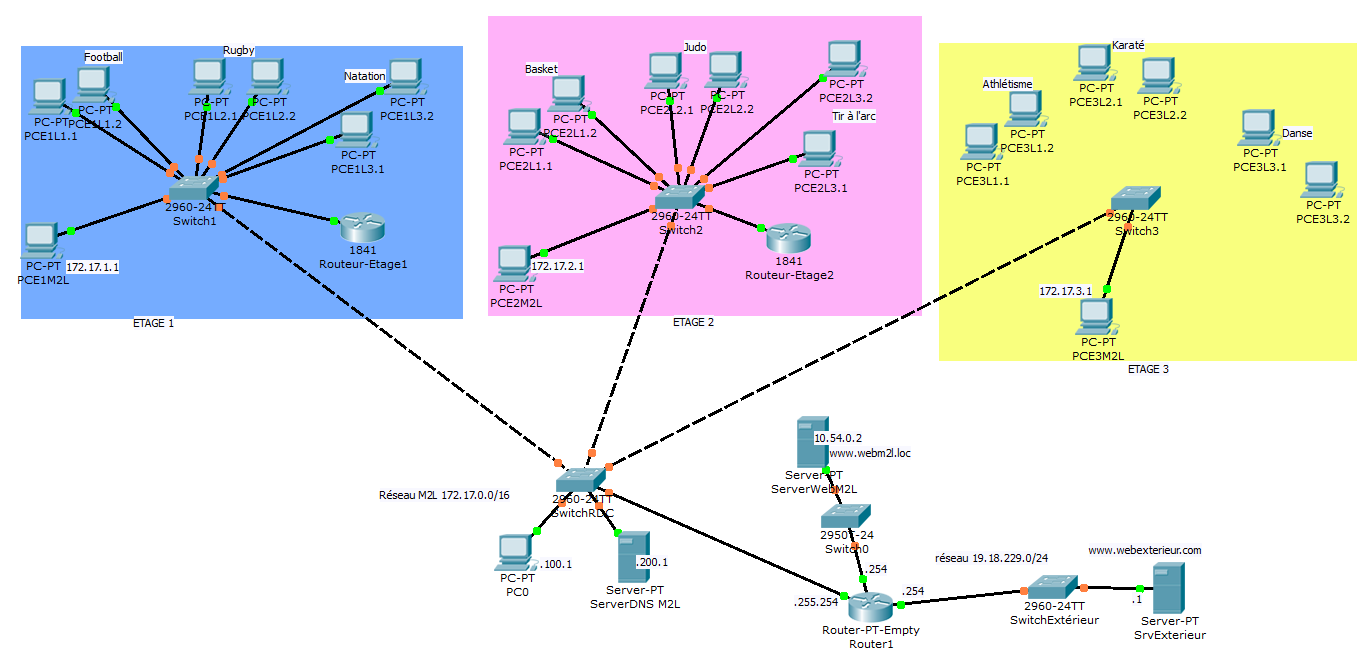 Football
PC-PT
PCE1L1.1
PC-PT
PCE1L1.2
Rugby
PC-PT
PCE1L2.1
PC-PT
PCE1L2.2
Natation
PC-PT
PCE1L3.2
PC-PT
PCE1L3.1
2960-24TT
Switch1
1841
Routeur-Etage1
PC-PT
PCE1M2L
172.17.1.1
ETAGE 1
Basket
PC-PT
PCE2L1.1
PC-PT
PCE2L1.2
Judo
PC-PT
PCE2L2.1
PC-PT
PCE2L2.2
PC-PT
PCE2L3.2
Tir à l'arc
PC-PT
PCE2L3.1
2960-24TT
Switch2
1841
Routeur-Etage2
172.17.2.1
PC-PT
PCE2M2L
ETAGE 2
Karaté
PC-PT
PCE3L2.1
PC-PT
PCE3L2.2
Athlétisme
PC-PT
PCE3L1.2
PC-PT
PCE3L1.1
Danse
PC-PT
PCE3L3.1
PC-PT
PCE3L3.2
2960-24TT
Switch3
172.17.3.1
PC-PT
PCE3M2L
ETAGE 3
Réseau M2L 172.17.0.0/16
2960-24TT
SwitchRDC
.100.1
PC-PT
PC0
.200.1
Server-PT
ServerDNS M2L
10.54.0.2
www.webm2l.loc
Server-PT
ServerWebM2L
2950T-24
Switch0
.254
.255.254
.254
Router-PT-Empty
Router1
réseau 19.18.229.0/24
2960-24TT
SwitchExtérieur
www.webexterieur.com
.1
Server-PT
SrvExterieur